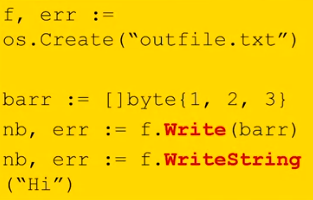 f, err :=
os.Create(“outfile.txt”)
barr := []byte{1, 2, 3}
nb, err := f.Write(barr)
nb, err := f.WriteString
(“Hi”)